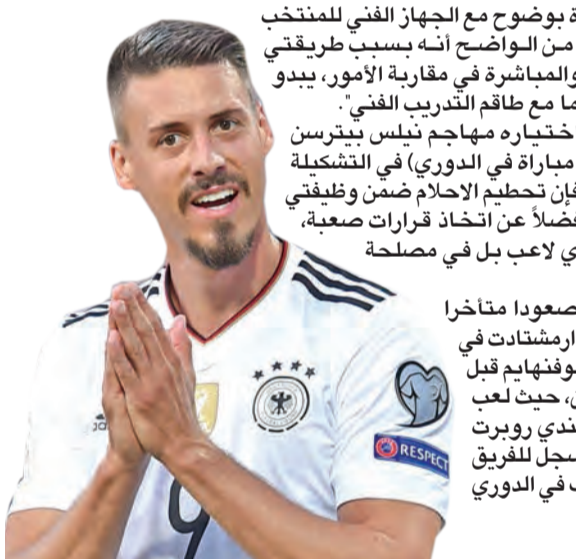 ة بوضوح مع الجهاز الفني للمنتخب
من الواضح أنه بسبب طريقتي
والمباشرة في مقاربة الأمور، يبدو
ما مع طاقم التدريب الفني".
ختياره مهاجم نيلس بيترسن
مباراة في الدوري) في التشكيلة
فإن تحطيم الاحلام ضمن وظيفتي
فضلاً عن اتخاذ قرارات صعبة،
ي لاعب بل في مصلحة
صعودا متأخرا
ارمشتادت في
وفنهايم قبل
، حيث لعب
ندي روبرت
سجل للفريق
في الدوري
RESPECT
9